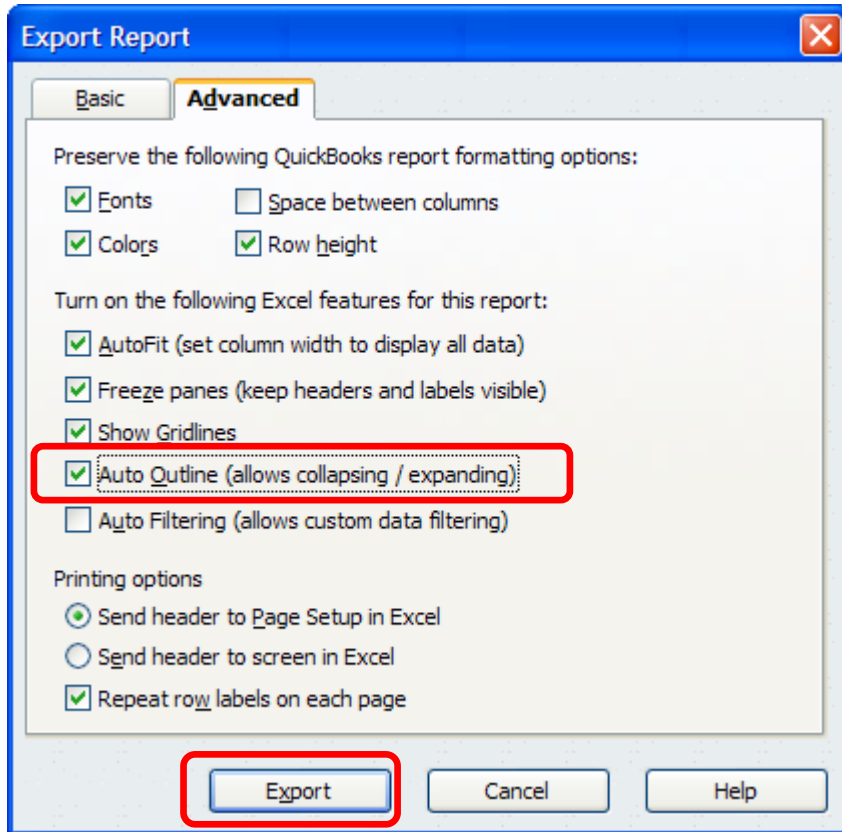 Export Report
Basic Advanced
Preserve the following QuickBooks report formatting options:
Fonts Space between columns
Colors Row height
Turn on the following Excel features for this report:
AutoFit (set column width to display all data)
Freeze panes (keep headers and labels visible)
Show Gridlines
Auto Outline (allows collapsing / expanding)
Auto Filtering (allows custom data filtering)
Printing options
Send header to Page Setup in Excel
Send header to screen in Excel
Repeat row labels on each page
Export Cancel Help